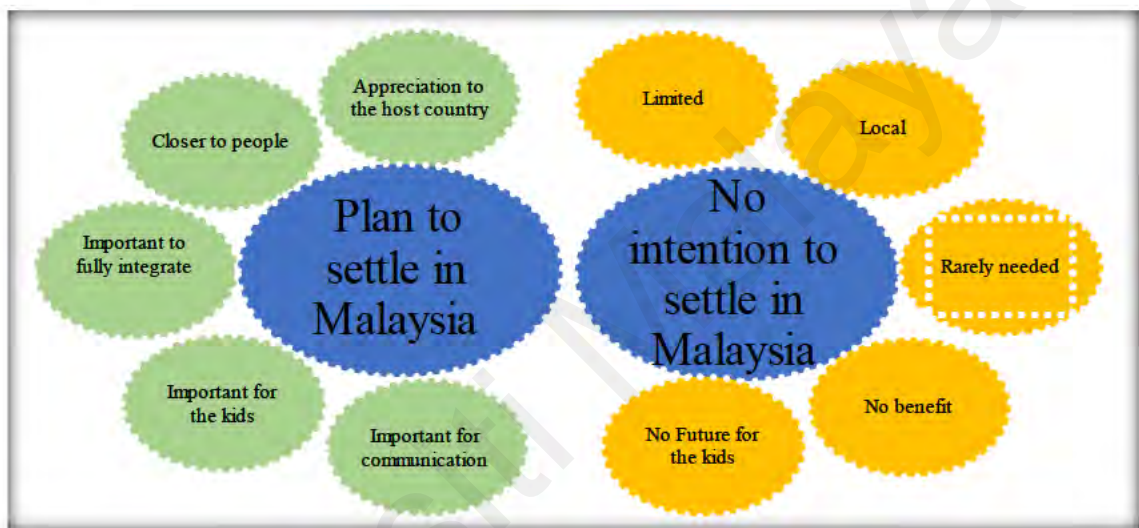 Appreciation to
the host country
Closer to people
Important to
fully integrate
Important for
the kids
Important for
communication
Plan to
settle in
Malaysia
No
intention to
settle in
Malaysia
Limited
Local
Rarely needed
No benefit
No Future for
the kids